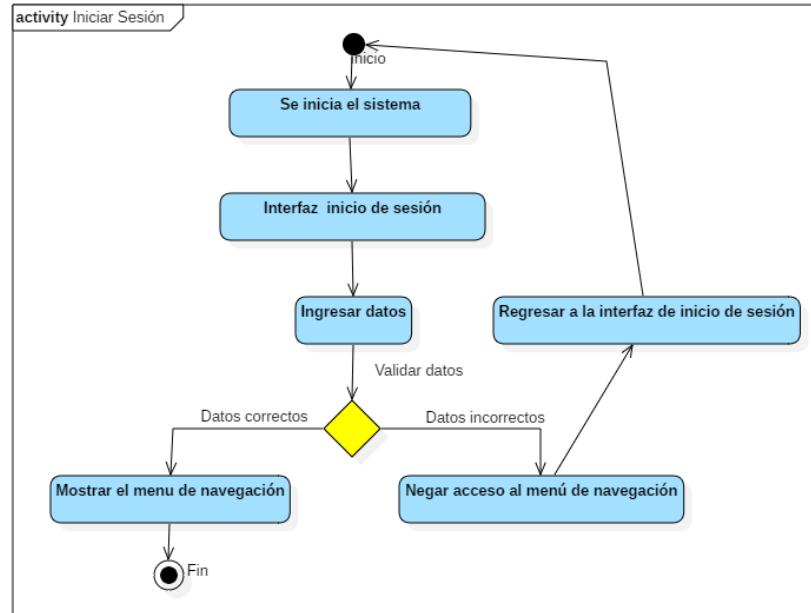 activity Iniciar Sesión
Inicio
Se inicia el sistema
Interfaz inicio de sesión
Ingresar datos
Regresar a la interfaz de inicio de sesión
Validar datos
Datos correctos
Datos incorrectos
Mostrar el menu de navegación
Negar acceso al menú de navegación
Fin